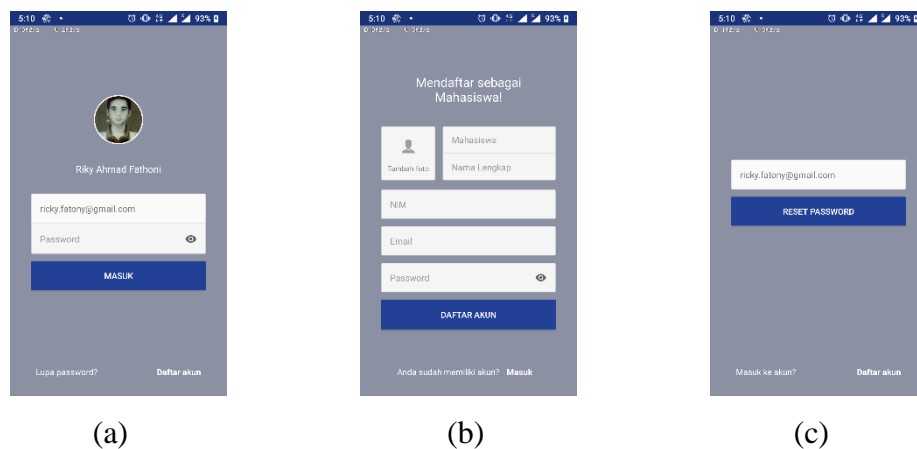 5:10
93%
Riky Ahmad Fathoni
ricky.fatony@gmail.com
Password
MASUK
Lupa password? Daftar akun
(a)
5:10
93%
Mendaftar sebagai
Mahasiswa!
Tambah foto
Mahasiswa
Nama Lengkap
NIM
Email
Password
DAFTAR AKUN
Anda sudah memiliki akun? Masuk
(b)
5:10
93%
ricky.fatony@gmail.com
RESET PASSWORD
Masuk ke akun? Daftar akun
(c)